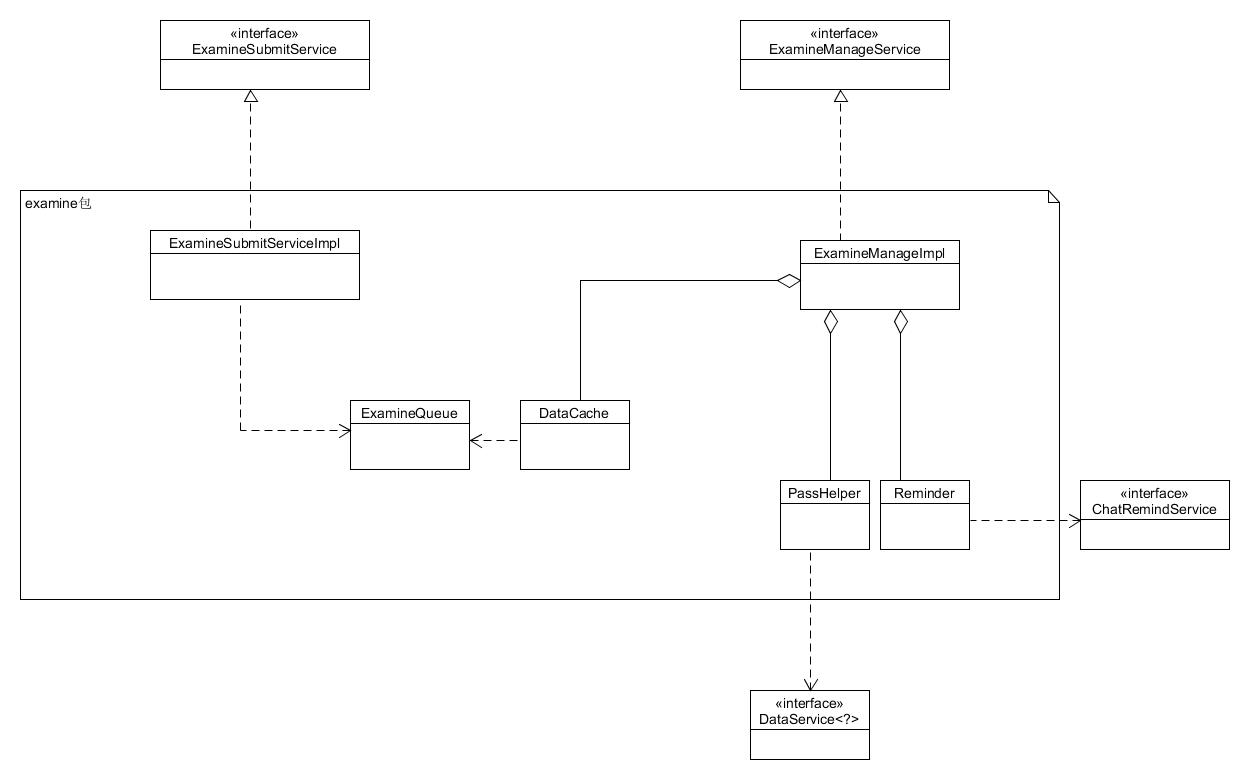 «interface»
ExamineSubmitService
«interface»
ExamineManageService
examine包
ExamineSubmitServiceImpl
ExamineManageImpl
ExamineQueue
DataCache
PassHelper
Reminder
«interface»
ChatRemindService
«interface»
DataService<?>